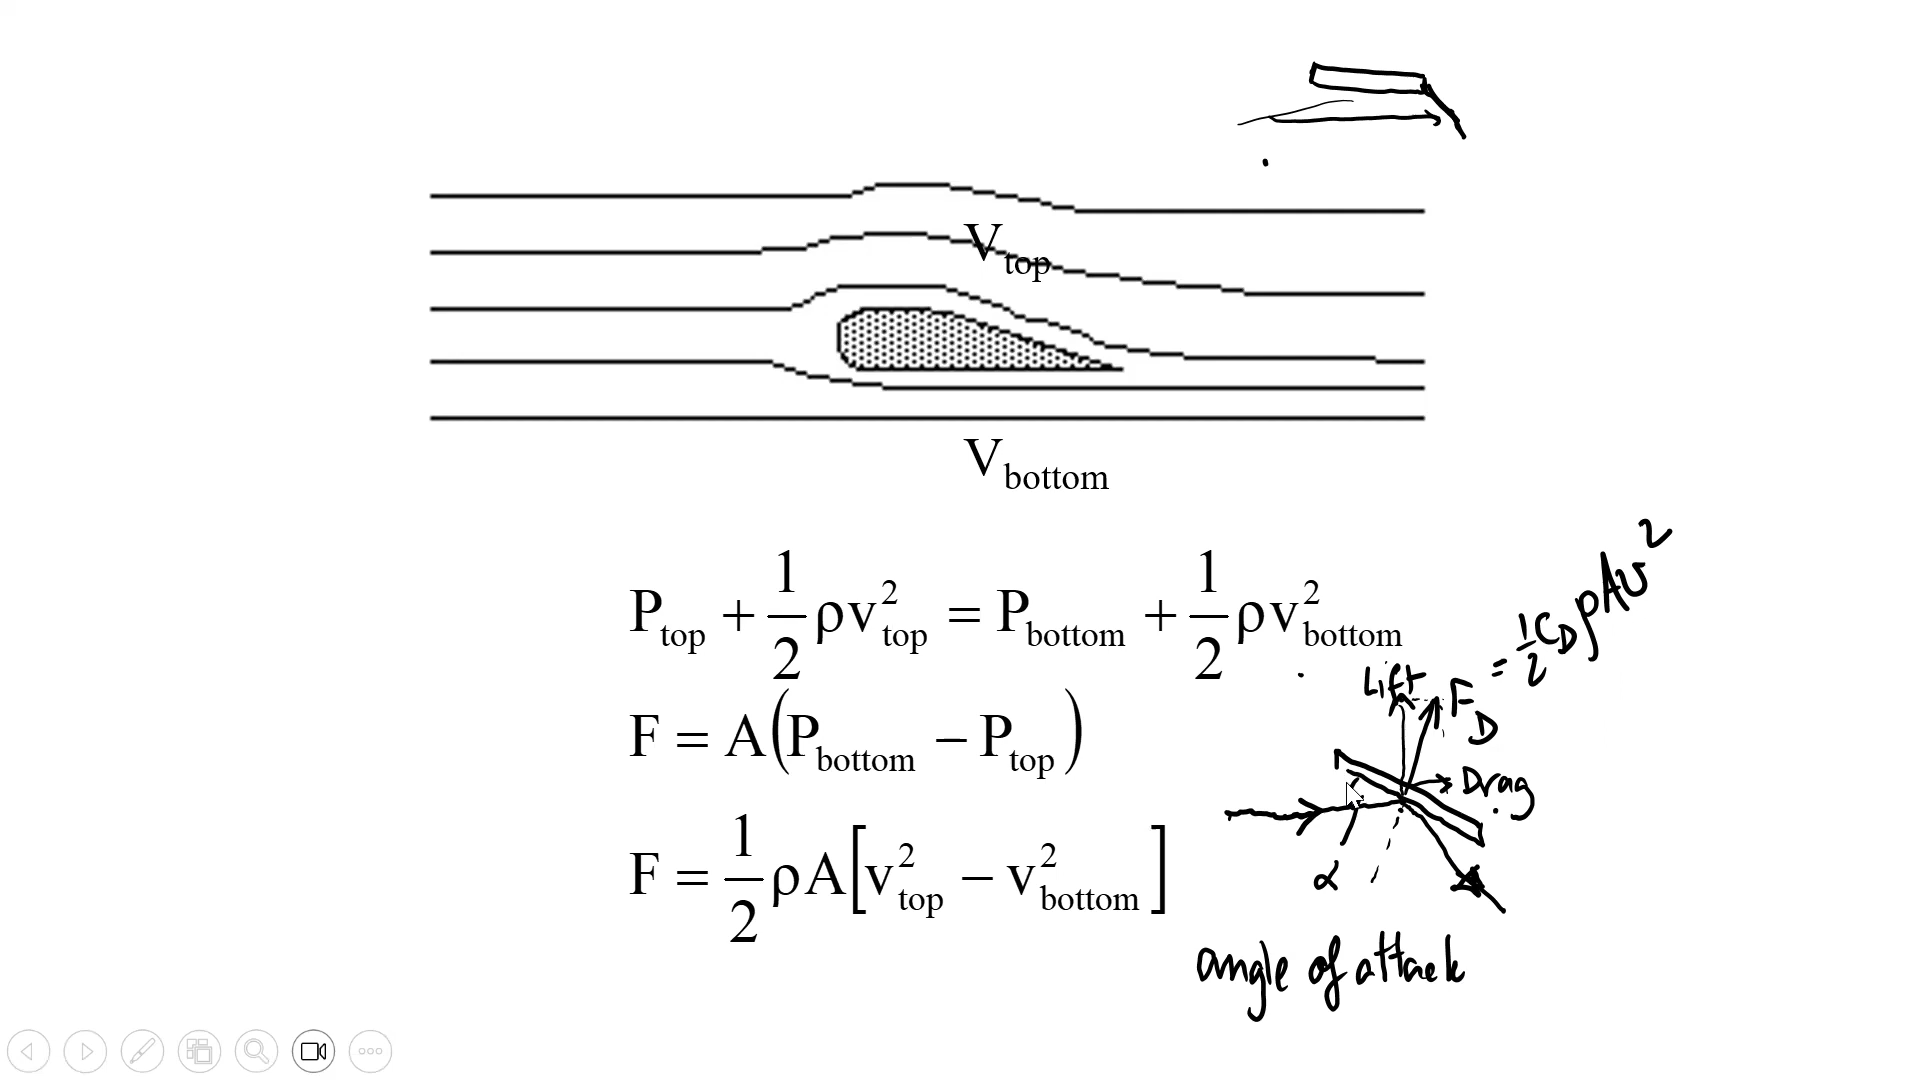 V_top
V_bottom
P_top + 1/2 ρv²_top = P_bottom + 1/2 ρv²_bottom
F = A(P_bottom − P_top)
F = 1/2 ρA[v²_top − v²_bottom]
Lift
F_D = 1/2 C_D ρAv²
Drag
α
angle of attack